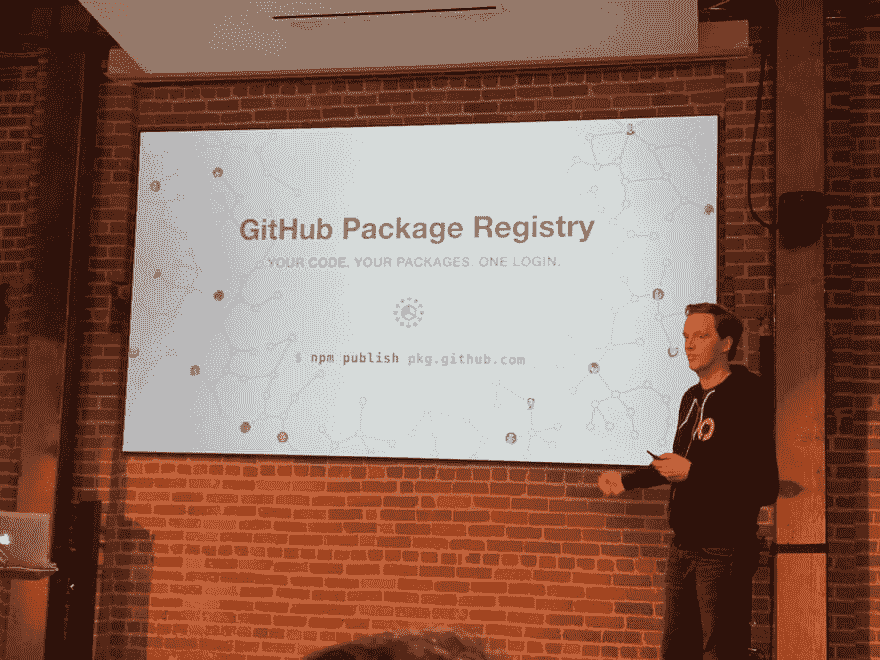 GitHub Package Registry
YOUR CODE. YOUR PACKAGES. ONE LOGIN.
$ npm publish pkg.github.com